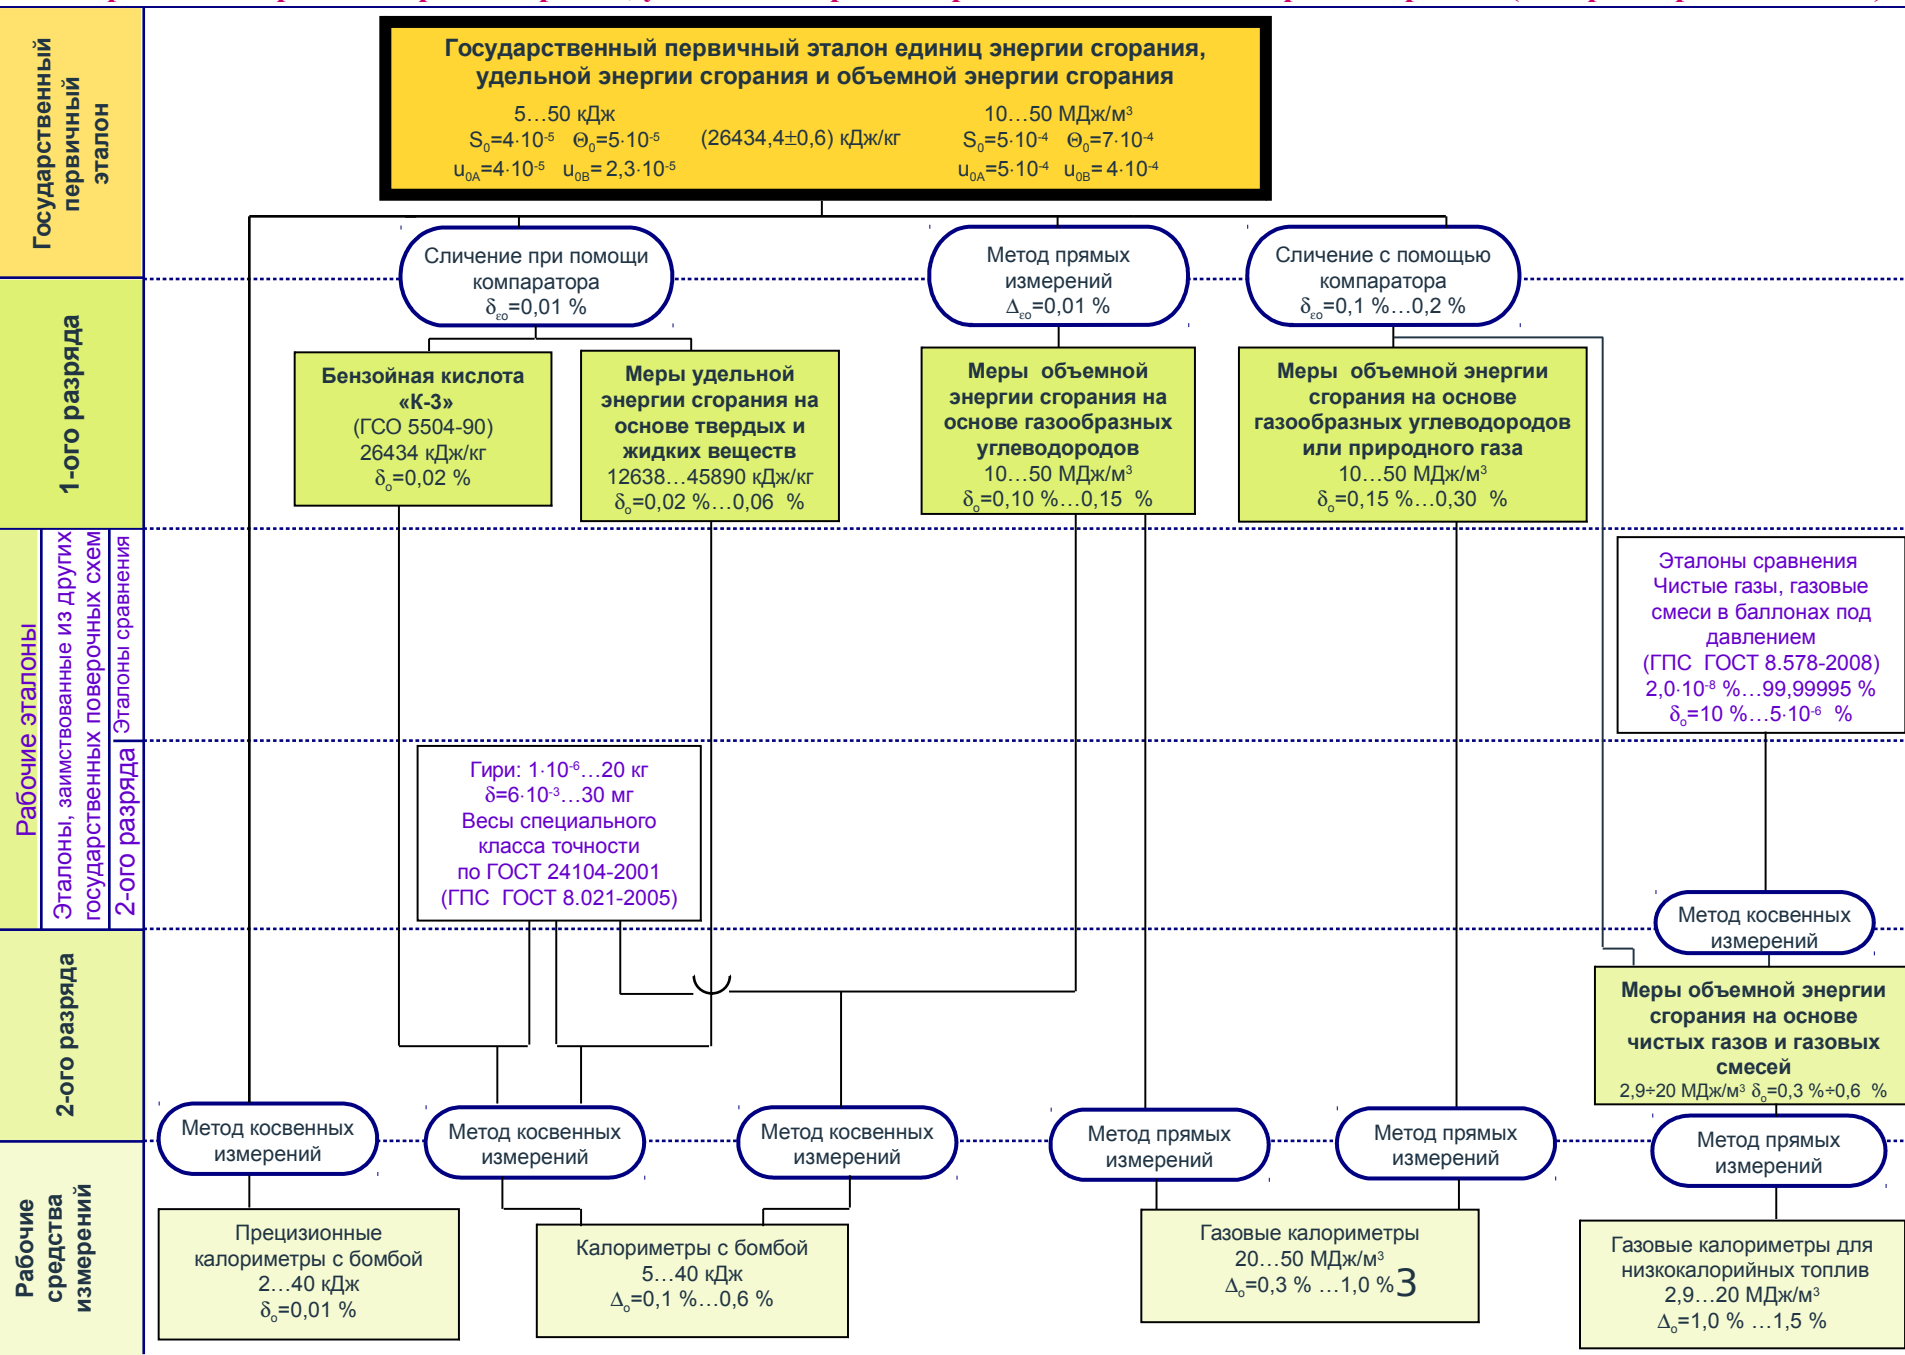 Государственный
первичный
эталон
Государственный первичный эталон единиц энергии сгорания,
удельной энергии сгорания и объемной энергии сгорания
5…50 кДж
S₀=4·10⁻⁵ Θ₀=5·10⁻⁵
u₀A=4·10⁻⁵ u₀B=2,3·10⁻⁵
(26434,4±0,6) кДж/кг
10…50 МДж/м³
S₀=5·10⁻⁴ Θ₀=7·10⁻⁴
u₀A=5·10⁻⁴ u₀B=4·10⁻⁴
Сличение при помощи
компаратора
δεо=0,01 %
Метод прямых
измерений
Δεо=0,01 %
Сличение с помощью
компаратора
δεо=0,1 %…0,2 %
1-ого разряда
Бензойная кислота
«К-3»
(ГСО 5504-90)
26434 кДж/кг
δо=0,02 %
Меры удельной
энергии сгорания на
основе твердых и
жидких веществ
12638…45890 кДж/кг
δо=0,02 %…0,06 %
Меры объемной
энергии сгорания на
основе газообразных
углеводородов
10…50 МДж/м³
δо=0,10 %…0,15 %
Меры объемной энергии
сгорания на основе
газообразных углеводородов
или природного газа
10…50 МДж/м³
δо=0,15 %…0,30 %
Рабочие эталоны
Эталоны, заимствованные из других
государственных поверочных схем
Эталоны сравнения
2-ого разряда
Эталоны сравнения
Чистые газы, газовые
смеси в баллонах под
давлением
(ГПС ГОСТ 8.578-2008)
2,0·10⁻⁸ %…99,99995 %
δо=10 %…5·10⁻⁶ %
Гири: 1·10⁻⁶…20 кг
δ=6·10⁻³…30 мг
Весы специального
класса точности
по ГОСТ 24104-2001
(ГПС ГОСТ 8.021-2005)
Метод косвенных
измерений
2-ого разряда
Меры объемной энергии
сгорания на основе
чистых газов и газовых
смесей
2,9÷20 МДж/м³ δо=0,3 %÷0,6 %
Метод косвенных
измерений
Метод косвенных
измерений
Метод косвенных
измерений
Метод прямых
измерений
Метод прямых
измерений
Метод прямых
измерений
Рабочие
средства
измерений
Прецизионные
калориметры с бомбой
2…40 кДж
δо=0,01 %
Калориметры с бомбой
5…40 кДж
Δо=0,1 %…0,6 %
Газовые калориметры
20…50 МДж/м³
Δо=0,3 % …1,0 %3
Газовые калориметры для
низкокалорийных топлив
2,9…20 МДж/м³
Δо=1,0 % …1,5 %